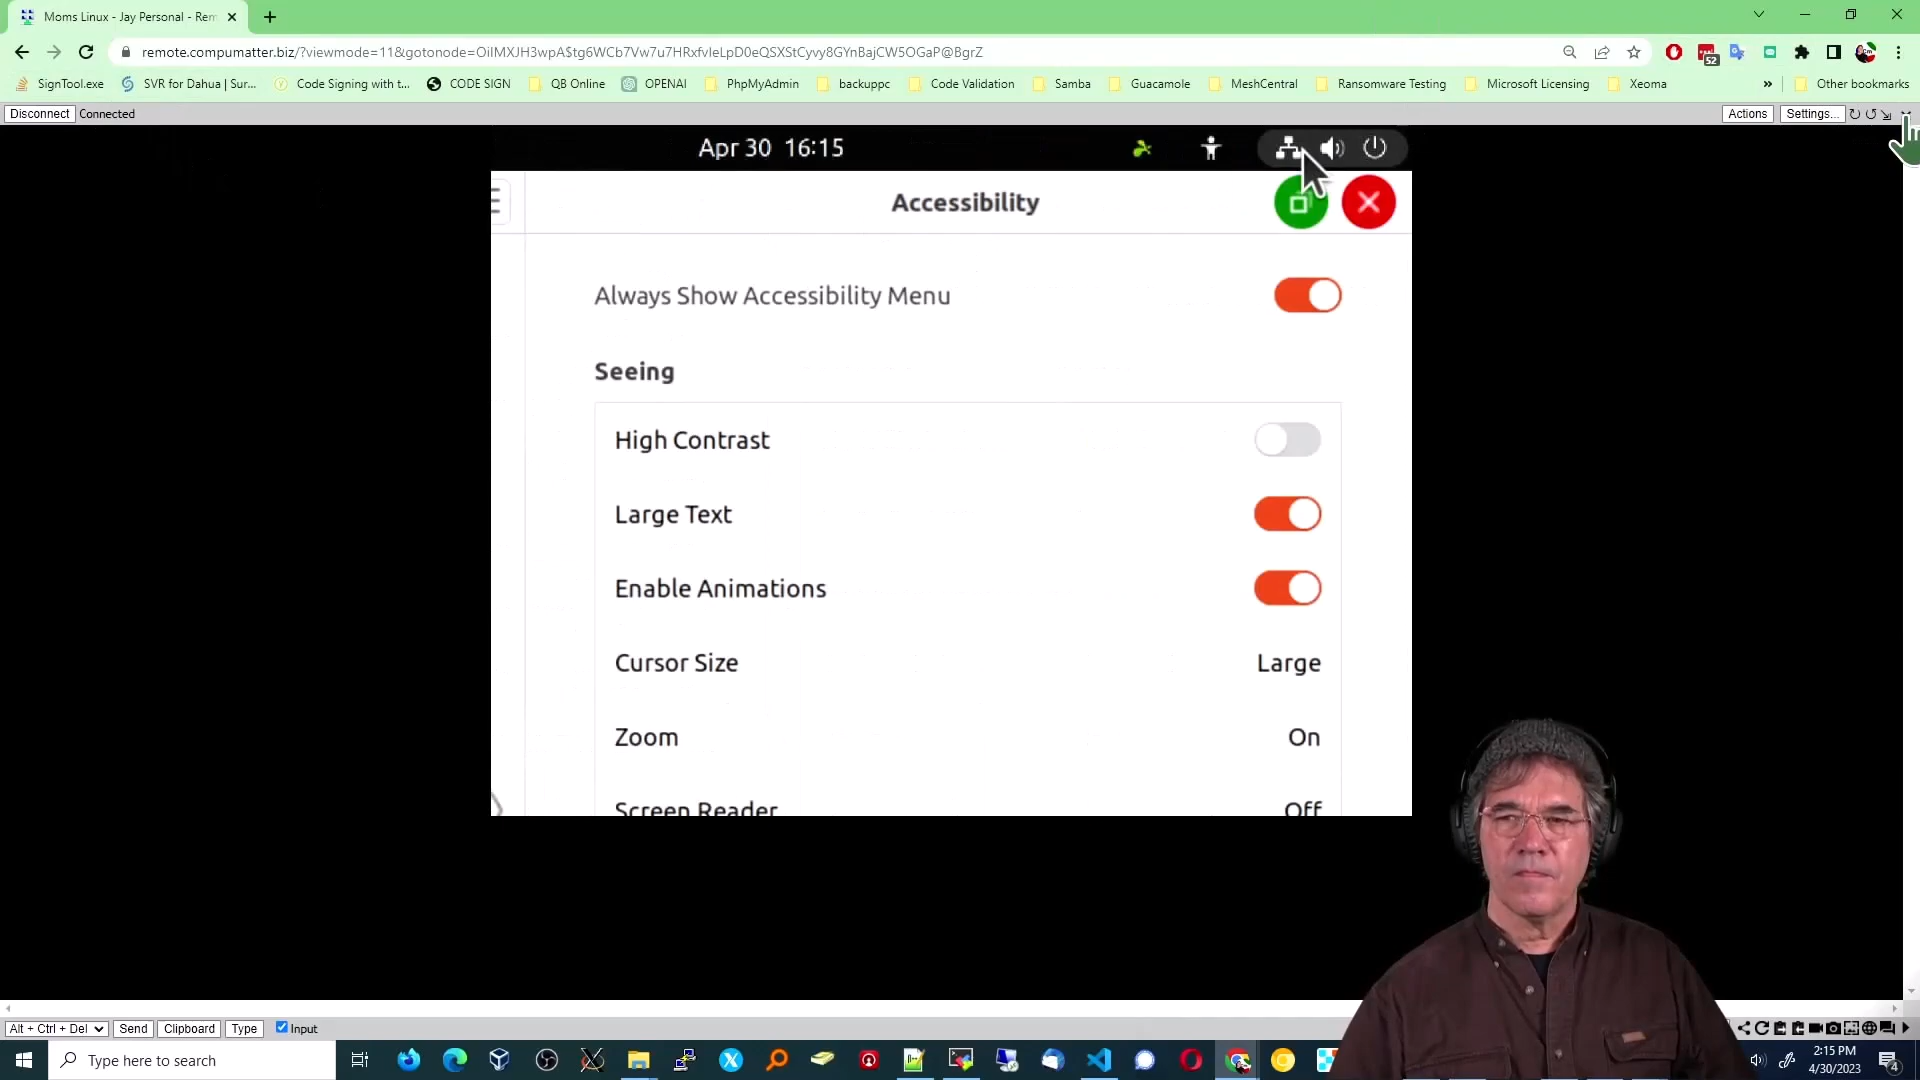 Moms Linux - Jay Personal - Rem
remote.compumatter.biz/?viewmode=11&gotonode=OilMXJH3wpA$tg6WCb7Vw7u7HRxfvIeLpD0eQSXStCyvy8GYnBajCW5OGaP@BgrZ
52
SignTool.exe SVR for Dahua | Sur... Code Signing with t... CODE SIGN QB Online OPENAI PhpMyAdmin backuppc Code Validation Samba Guacamole MeshCentral Ransomware Testing Microsoft Licensing Xeoma » Other bookmarks
Disconnect Connected Actions Settings...
Apr 30 16:15
Accessibility
Always Show Accessibility Menu
Seeing
High Contrast
Large Text
Enable Animations
Cursor Size Large
Zoom On
Screen Reader Off
Alt + Ctrl + Del Send Clipboard Type Input
Type here to search
2:15 PM
4/30/2023
4